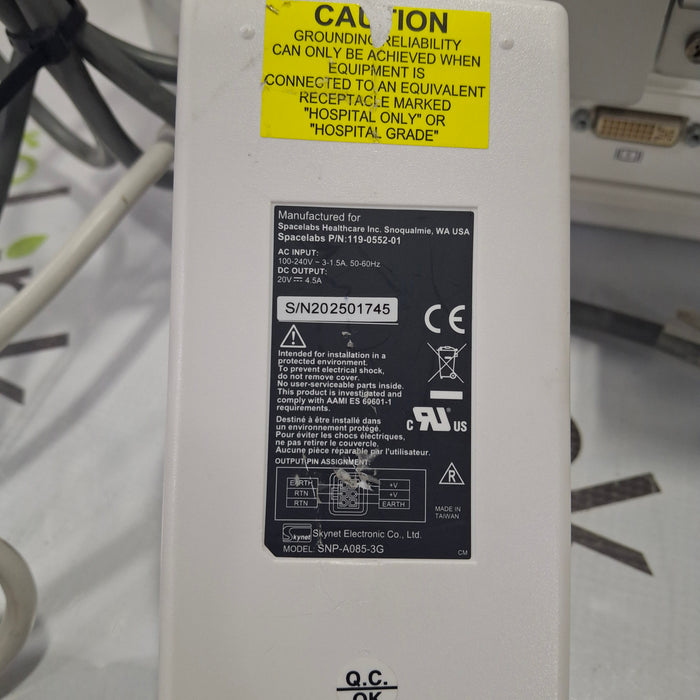 CAUTION
GROUNDING RELIABILITY
CAN ONLY BE ACHIEVED WHEN
EQUIPMENT IS
CONNECTED TO AN EQUIVALENT
RECEPTACLE MARKED
"HOSPITAL ONLY" OR
"HOSPITAL GRADE"
Manufactured for
Spacelabs Healthcare Inc. Snoqualmie, WA USA
Spacelabs P/N:119-0552-01
AC INPUT:
100-240V ~ 3-1.5A, 50-60Hz
DC OUTPUT:
20V ⎓ 4.5A
S/N202501745
CE
Intended for installation in a
protected environment.
To prevent electrical shock,
do not remove cover.
No user-serviceable parts inside.
This product is investigated and
comply with AAMI ES 60601-1
requirements.
C RU US
Destiné à être installé dans
un environnement protégé.
Pour éviter les chocs électriques,
ne pas retirer le couvercle.
Aucune pièce réparable par l'utilisateur.
OUTPUT PIN ASSIGNMENT:
EARTH +V
RTN +V
RTN EARTH
R
MADE IN
TAIWAN
Skynet Skynet Electronic Co., Ltd.
MODEL: SNP-A085-3G
CM
Q.C.
OK